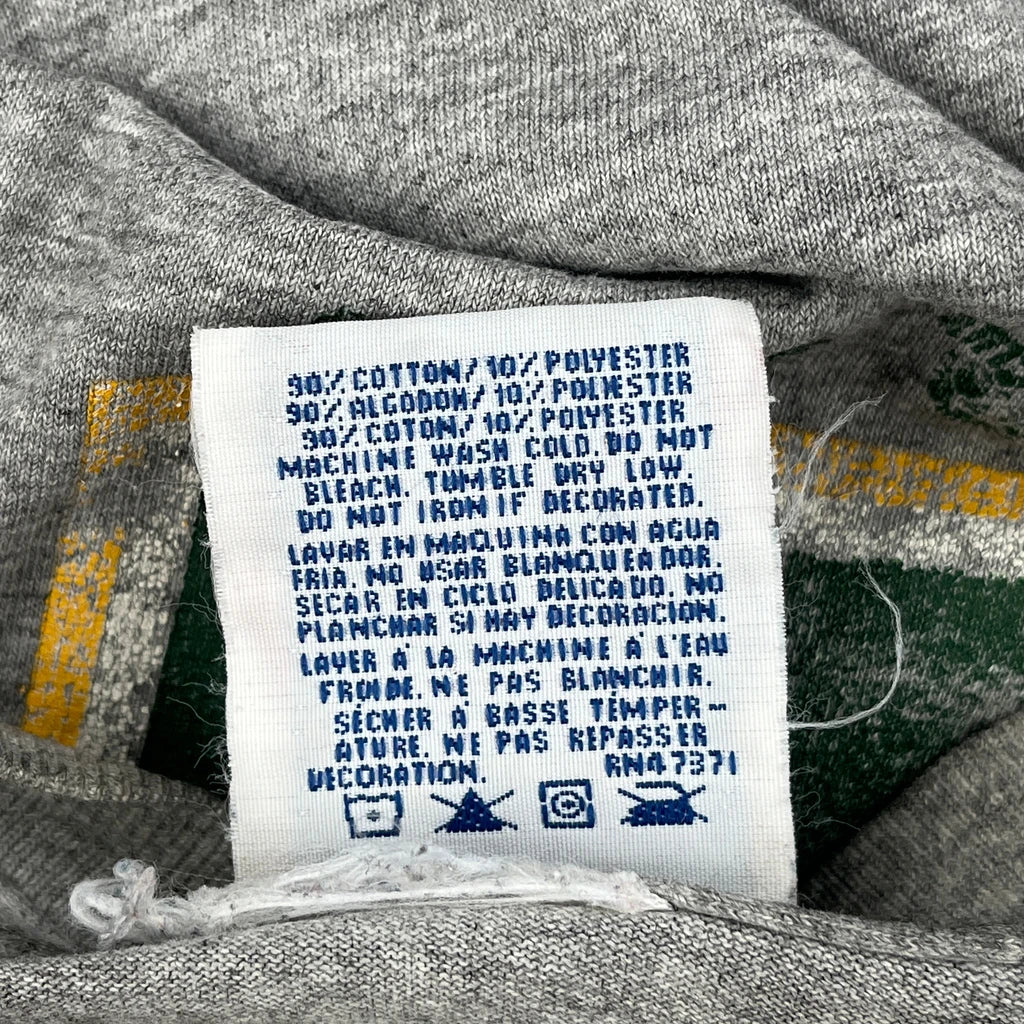 90% COTTON/10% POLYESTER
90% ALGODON/10% POLIESTER
90% COTON/10% POLYESTER
MACHINE WASH COLD. DO NOT
BLEACH. TUMBLE DRY LOW.
DO NOT IRON IF DECORATED.
LAVAR EN MAQUINA CON AGUA
FRIA. NO USAR BLANQUEADOR.
SECAR EN CICLO DELICADO. NO
PLANCHAR SI HAY DECORACION.
LAVER À LA MACHINE À L'EAU
FROIDE. NE PAS BLANCHIR.
SÉCHER À BASSE TEMPER-
ATURE. NE PAS REPASSER
DECORATION. RN47371